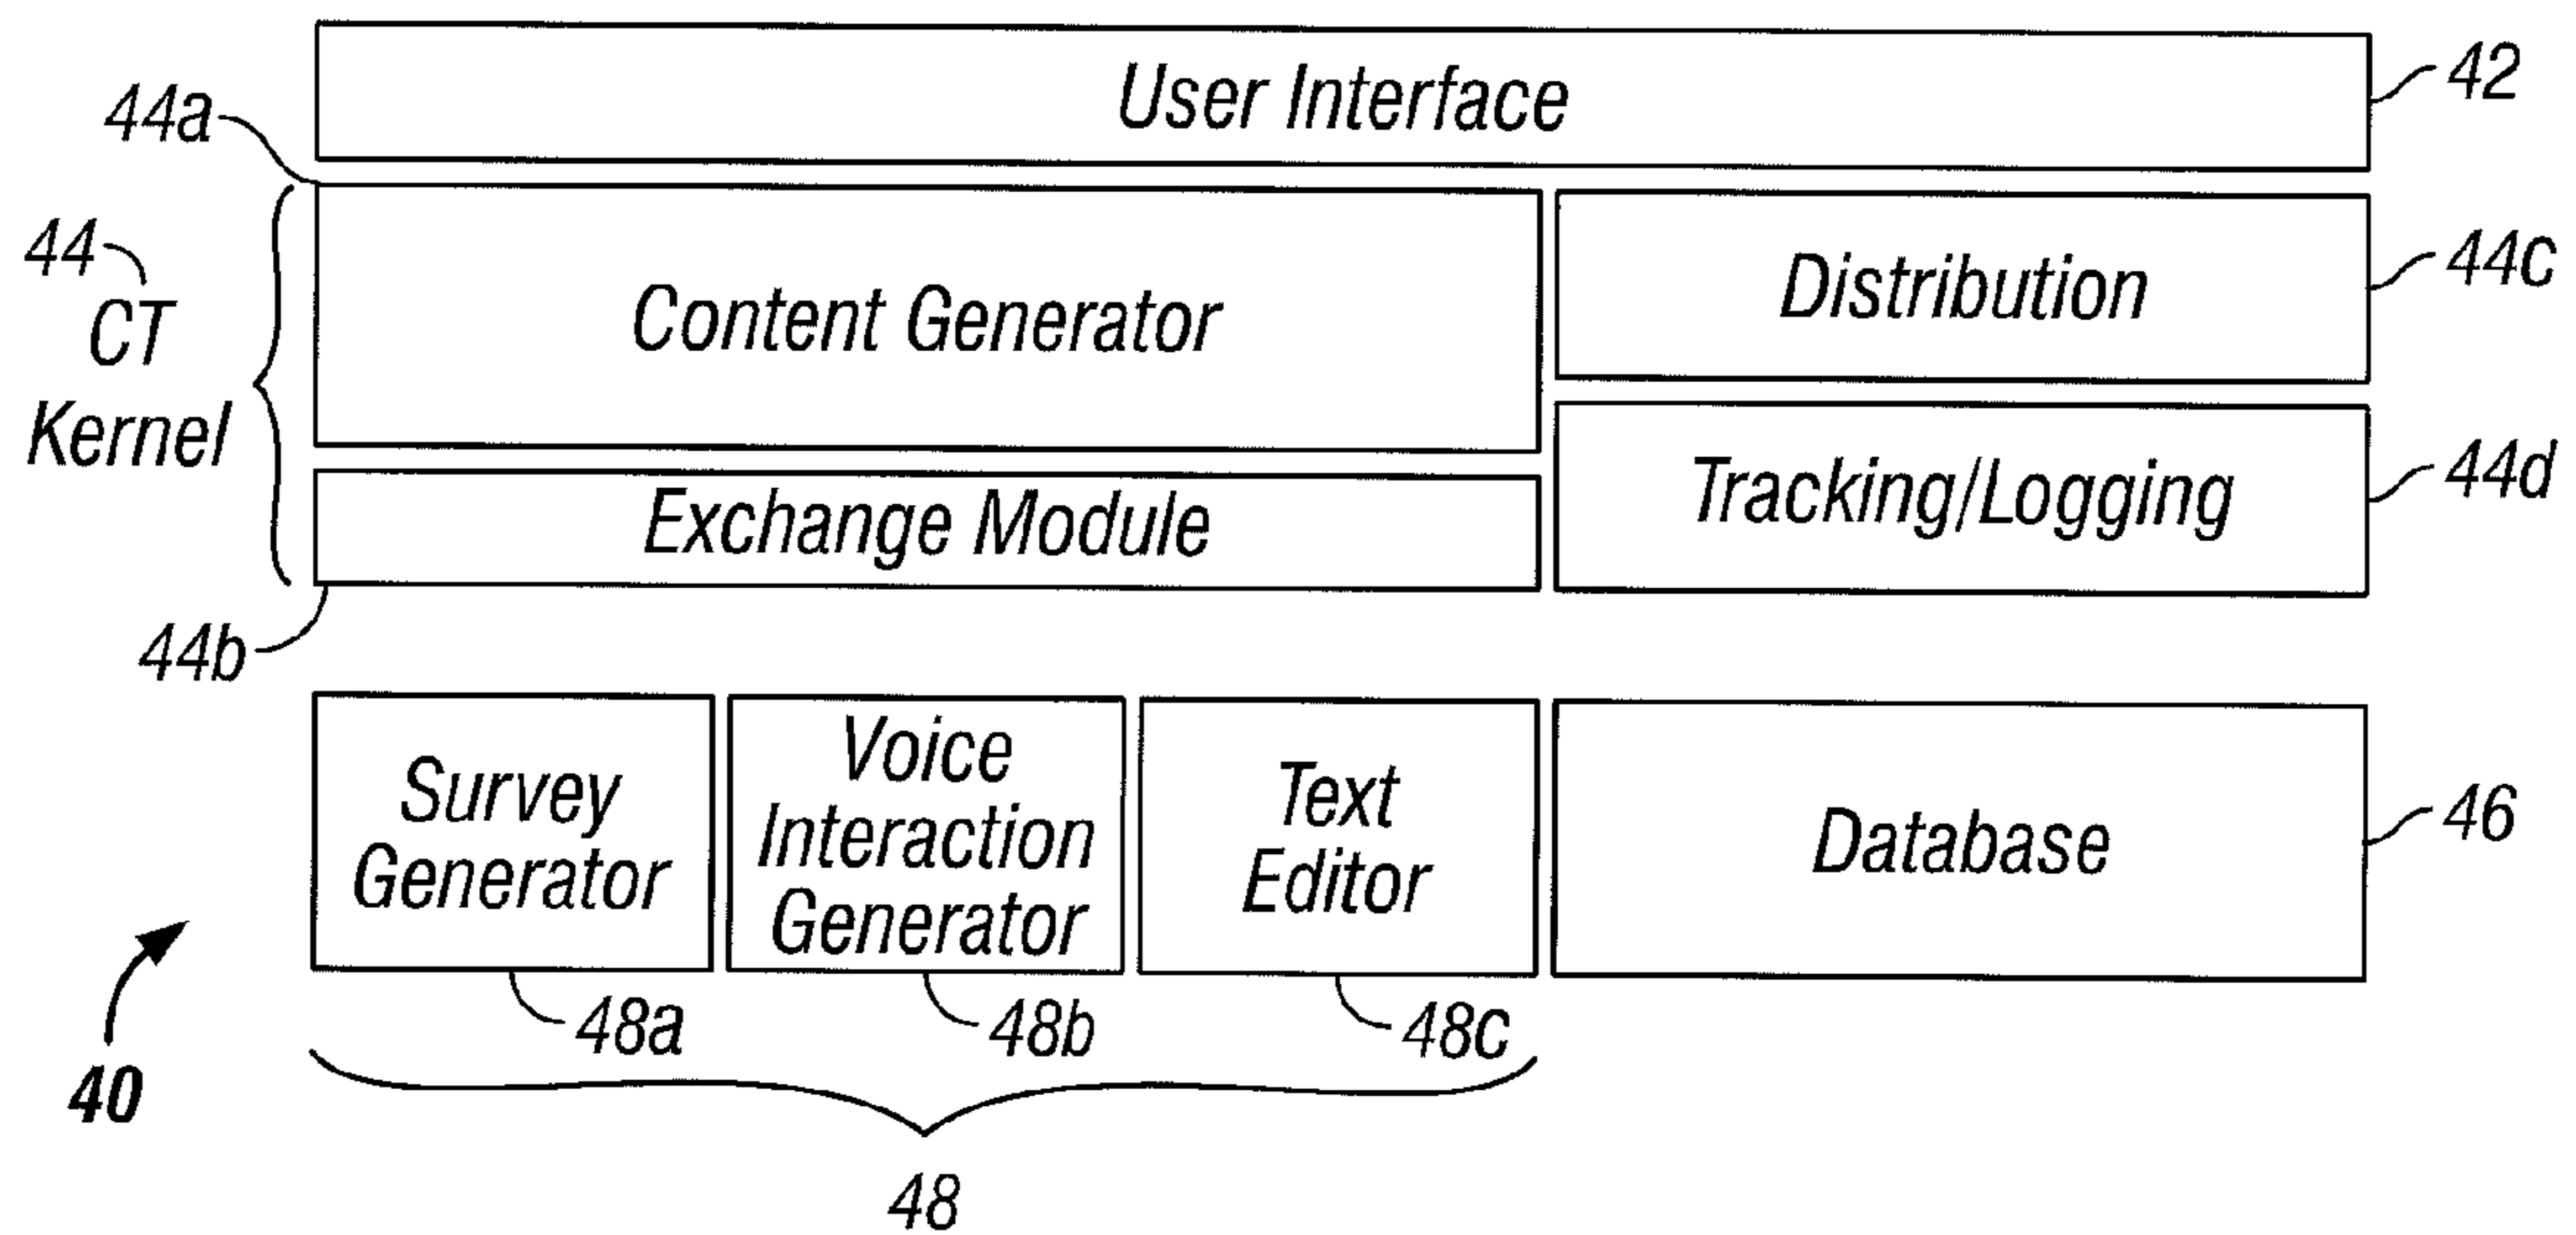 User Interface
42
44a
44
CT
Kernel
Content Generator
Distribution
44c
Exchange Module
Tracking/Logging
44d
44b
Survey
Generator
48a
Voice
Interaction
Generator
48b
Text
Editor
48c
Database
46
40
48